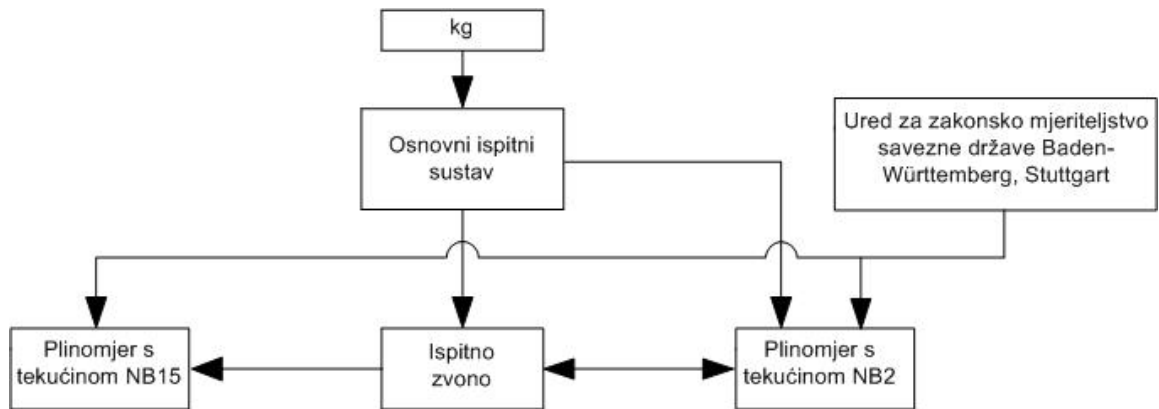 kg
Osnovni ispitni
sustav
Ured za zakonsko mjeriteljstvo
savezne države Baden-
Württemberg, Stuttgart
Plinomjer s
tekućinom NB15
Ispitno
zvono
Plinomjer s
tekućinom NB2